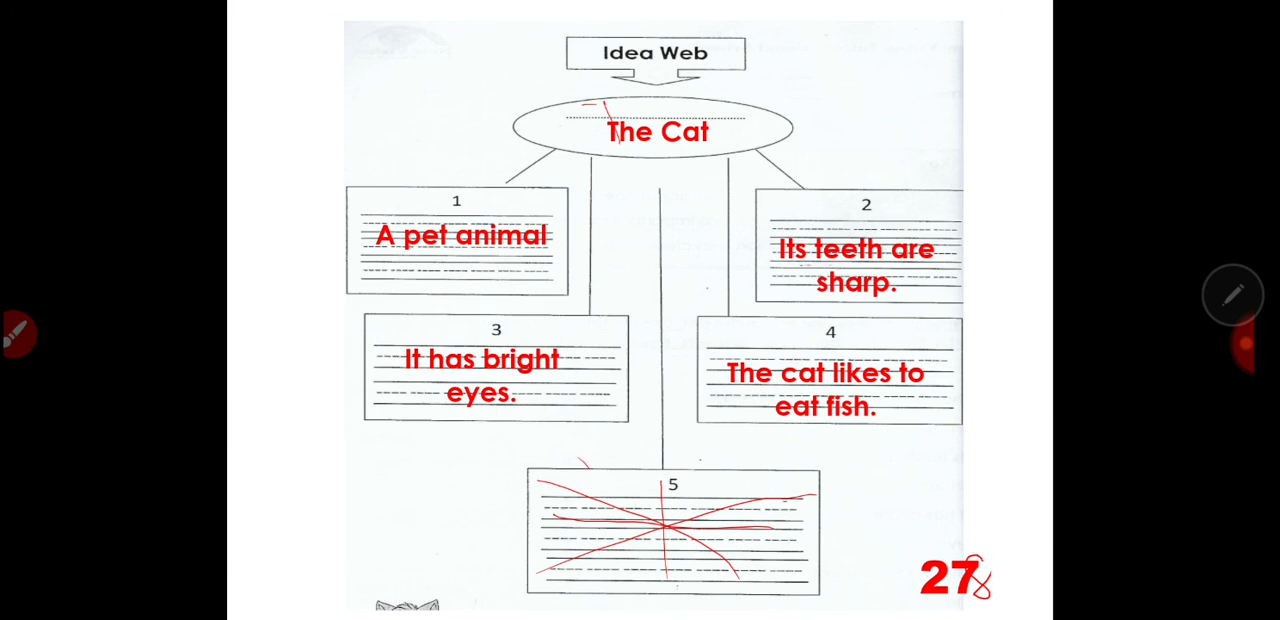 Idea Web
The Cat
1
A pet animal
2
Its teeth are
sharp.
3
It has bright
eyes.
4
The cat likes to
eat fish.
5
278